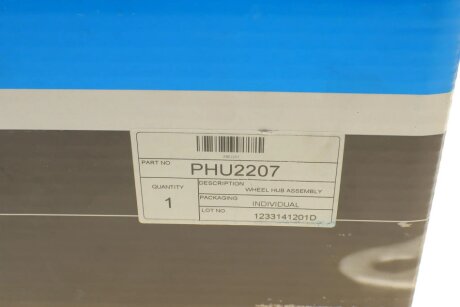 PART NO PHU2207
QUANTITY 1
DESCRIPTION WHEEL HUB ASSEMBLY
PACKAGING INDIVIDUAL
LOT NO 1233141201D